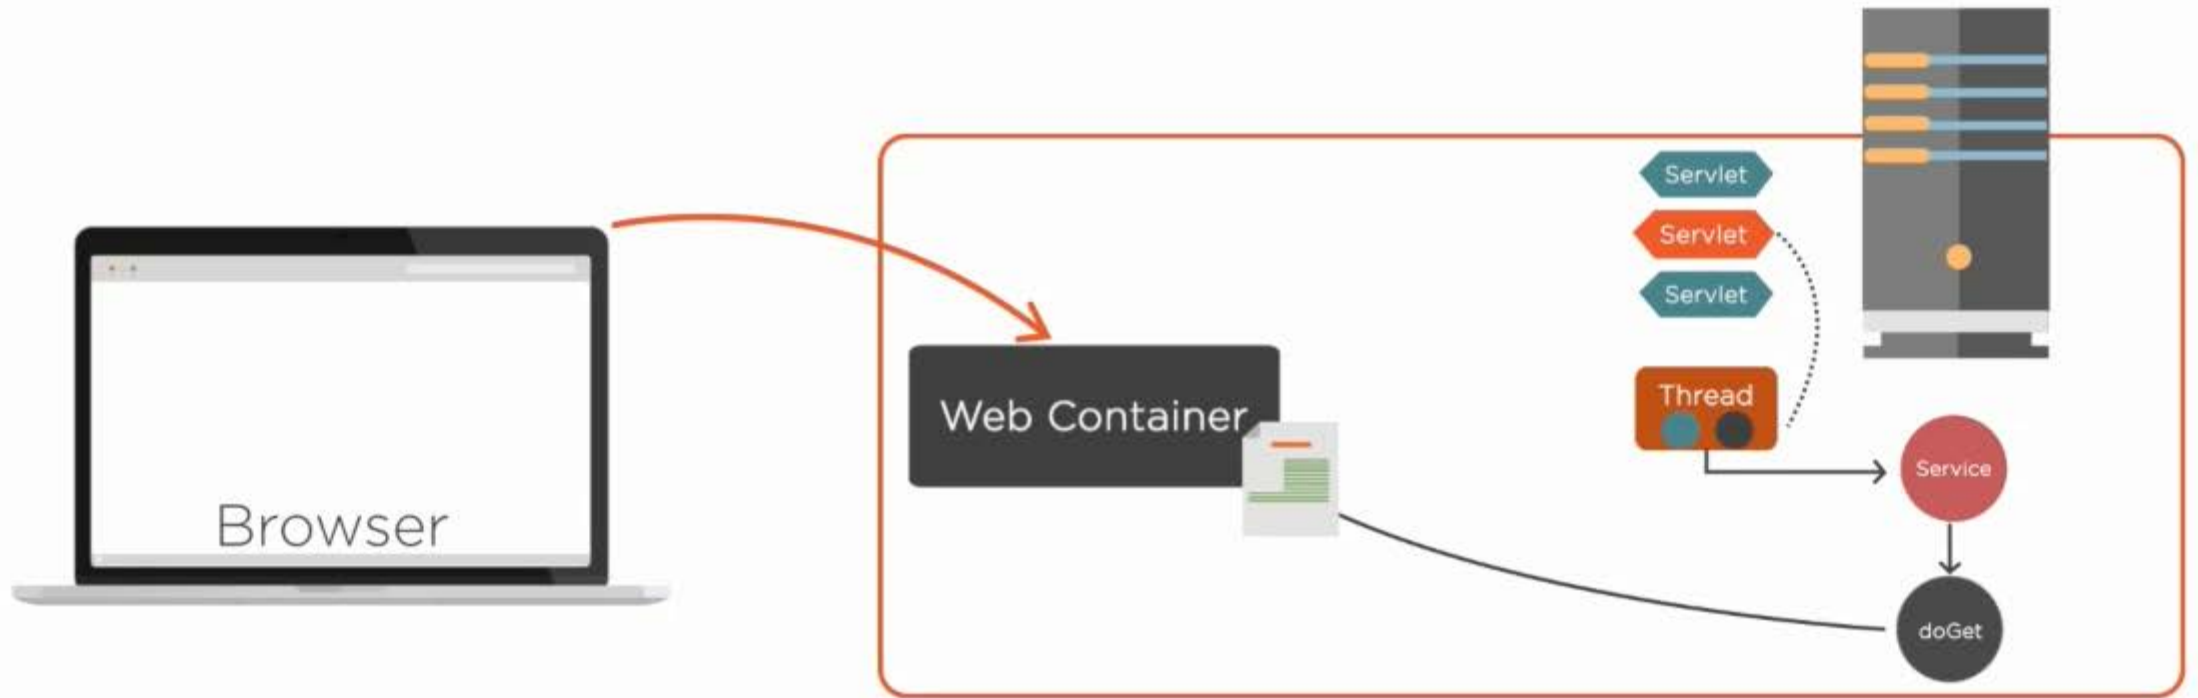 Browser
Web Container
Servlet
Servlet
Servlet
Thread
Service
doGet